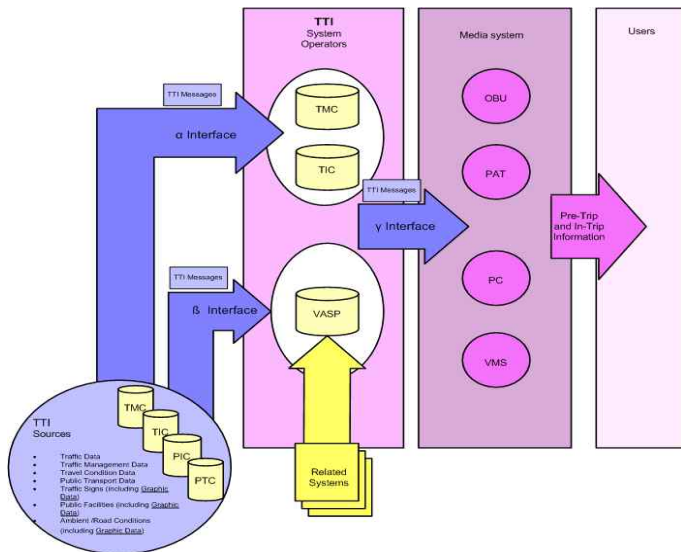 TTI
System
Operators
Media system
Users
TTI Messages
α Interface
TMC
TIC
OBU
PAT
TTI Messages
γ Interface
Pre-Trip
and In-Trip
Information
TTI Messages
ß Interface
VASP
PC
VMS
TTI
Sources
TMC
TIC
PIC
PTC
• Traffic Data
• Traffic Management Data
• Travel Condition Data
• Public Transport Data
• Traffic Signs (including Graphic
Data)
• Public Facilities (including Graphic
Data)
• Ambient /Road Conditions
(including Graphic Data)
Related
Systems